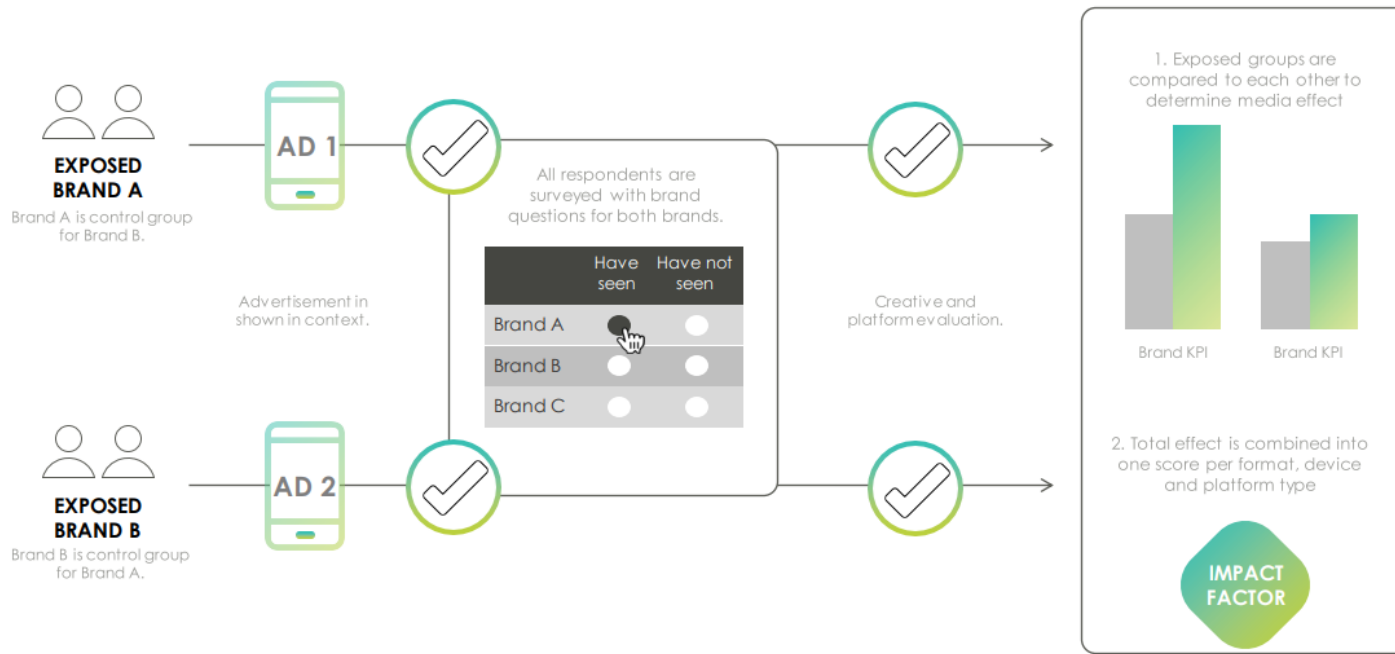 EXPOSED
BRAND A
Brand A is control group
for Brand B.
AD 1
Advertisement in
shown in context.
EXPOSED
BRAND B
Brand B is control group
for Brand A.
AD 2
All respondents are
surveyed with brand
questions for both brands.
Have seen
Have not seen
Brand A
Brand B
Brand C
Creative and
platform evaluation.
1. Exposed groups are
compared to each other to
determine media effect
Brand KPI
Brand KPI
2. Total effect is combined into
one score per format, device
and platform type
IMPACT
FACTOR